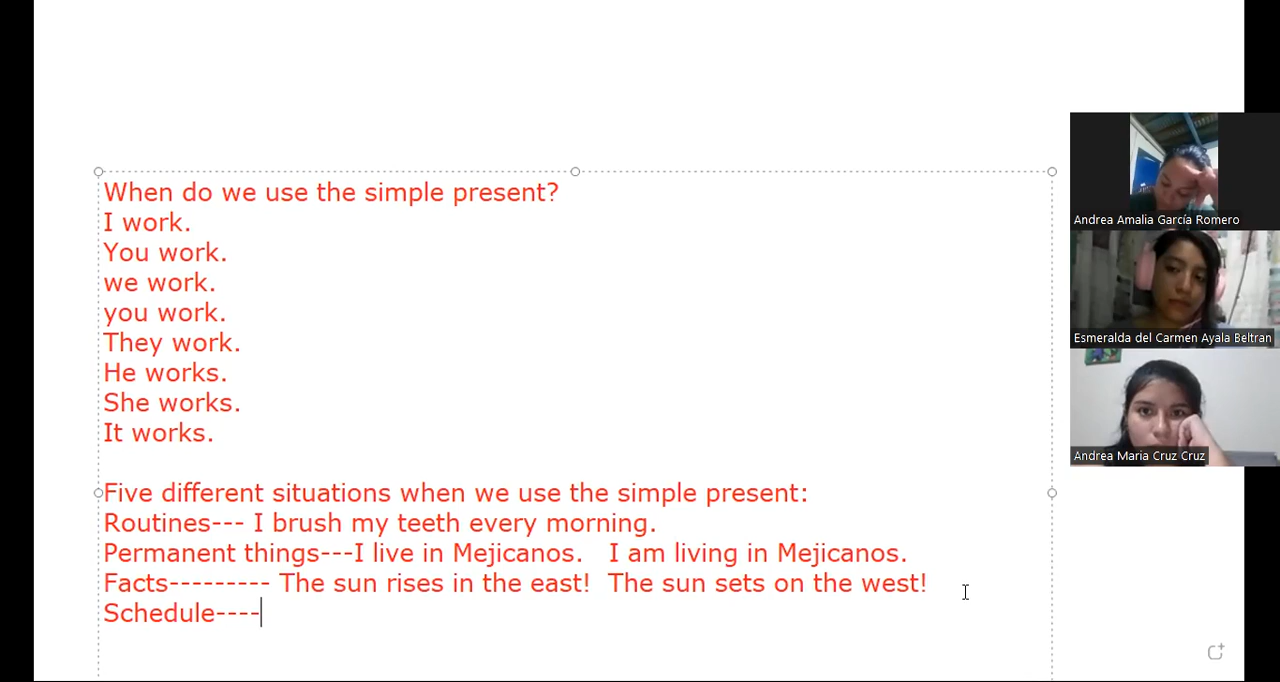 When do we use the simple present?
I work.
You work.
we work.
you work.
They work.
He works.
She works.
It works.
Five different situations when we use the simple present:
Routines--- I brush my teeth every morning.
Permanent things---I live in Mejicanos.   I am living in Mejicanos.
Facts--------- The sun rises in the east!  The sun sets on the west!
Schedule----
Andrea Amalia García Romero
Esmeralda del Carmen Ayala Beltran
Andrea Maria Cruz Cruz